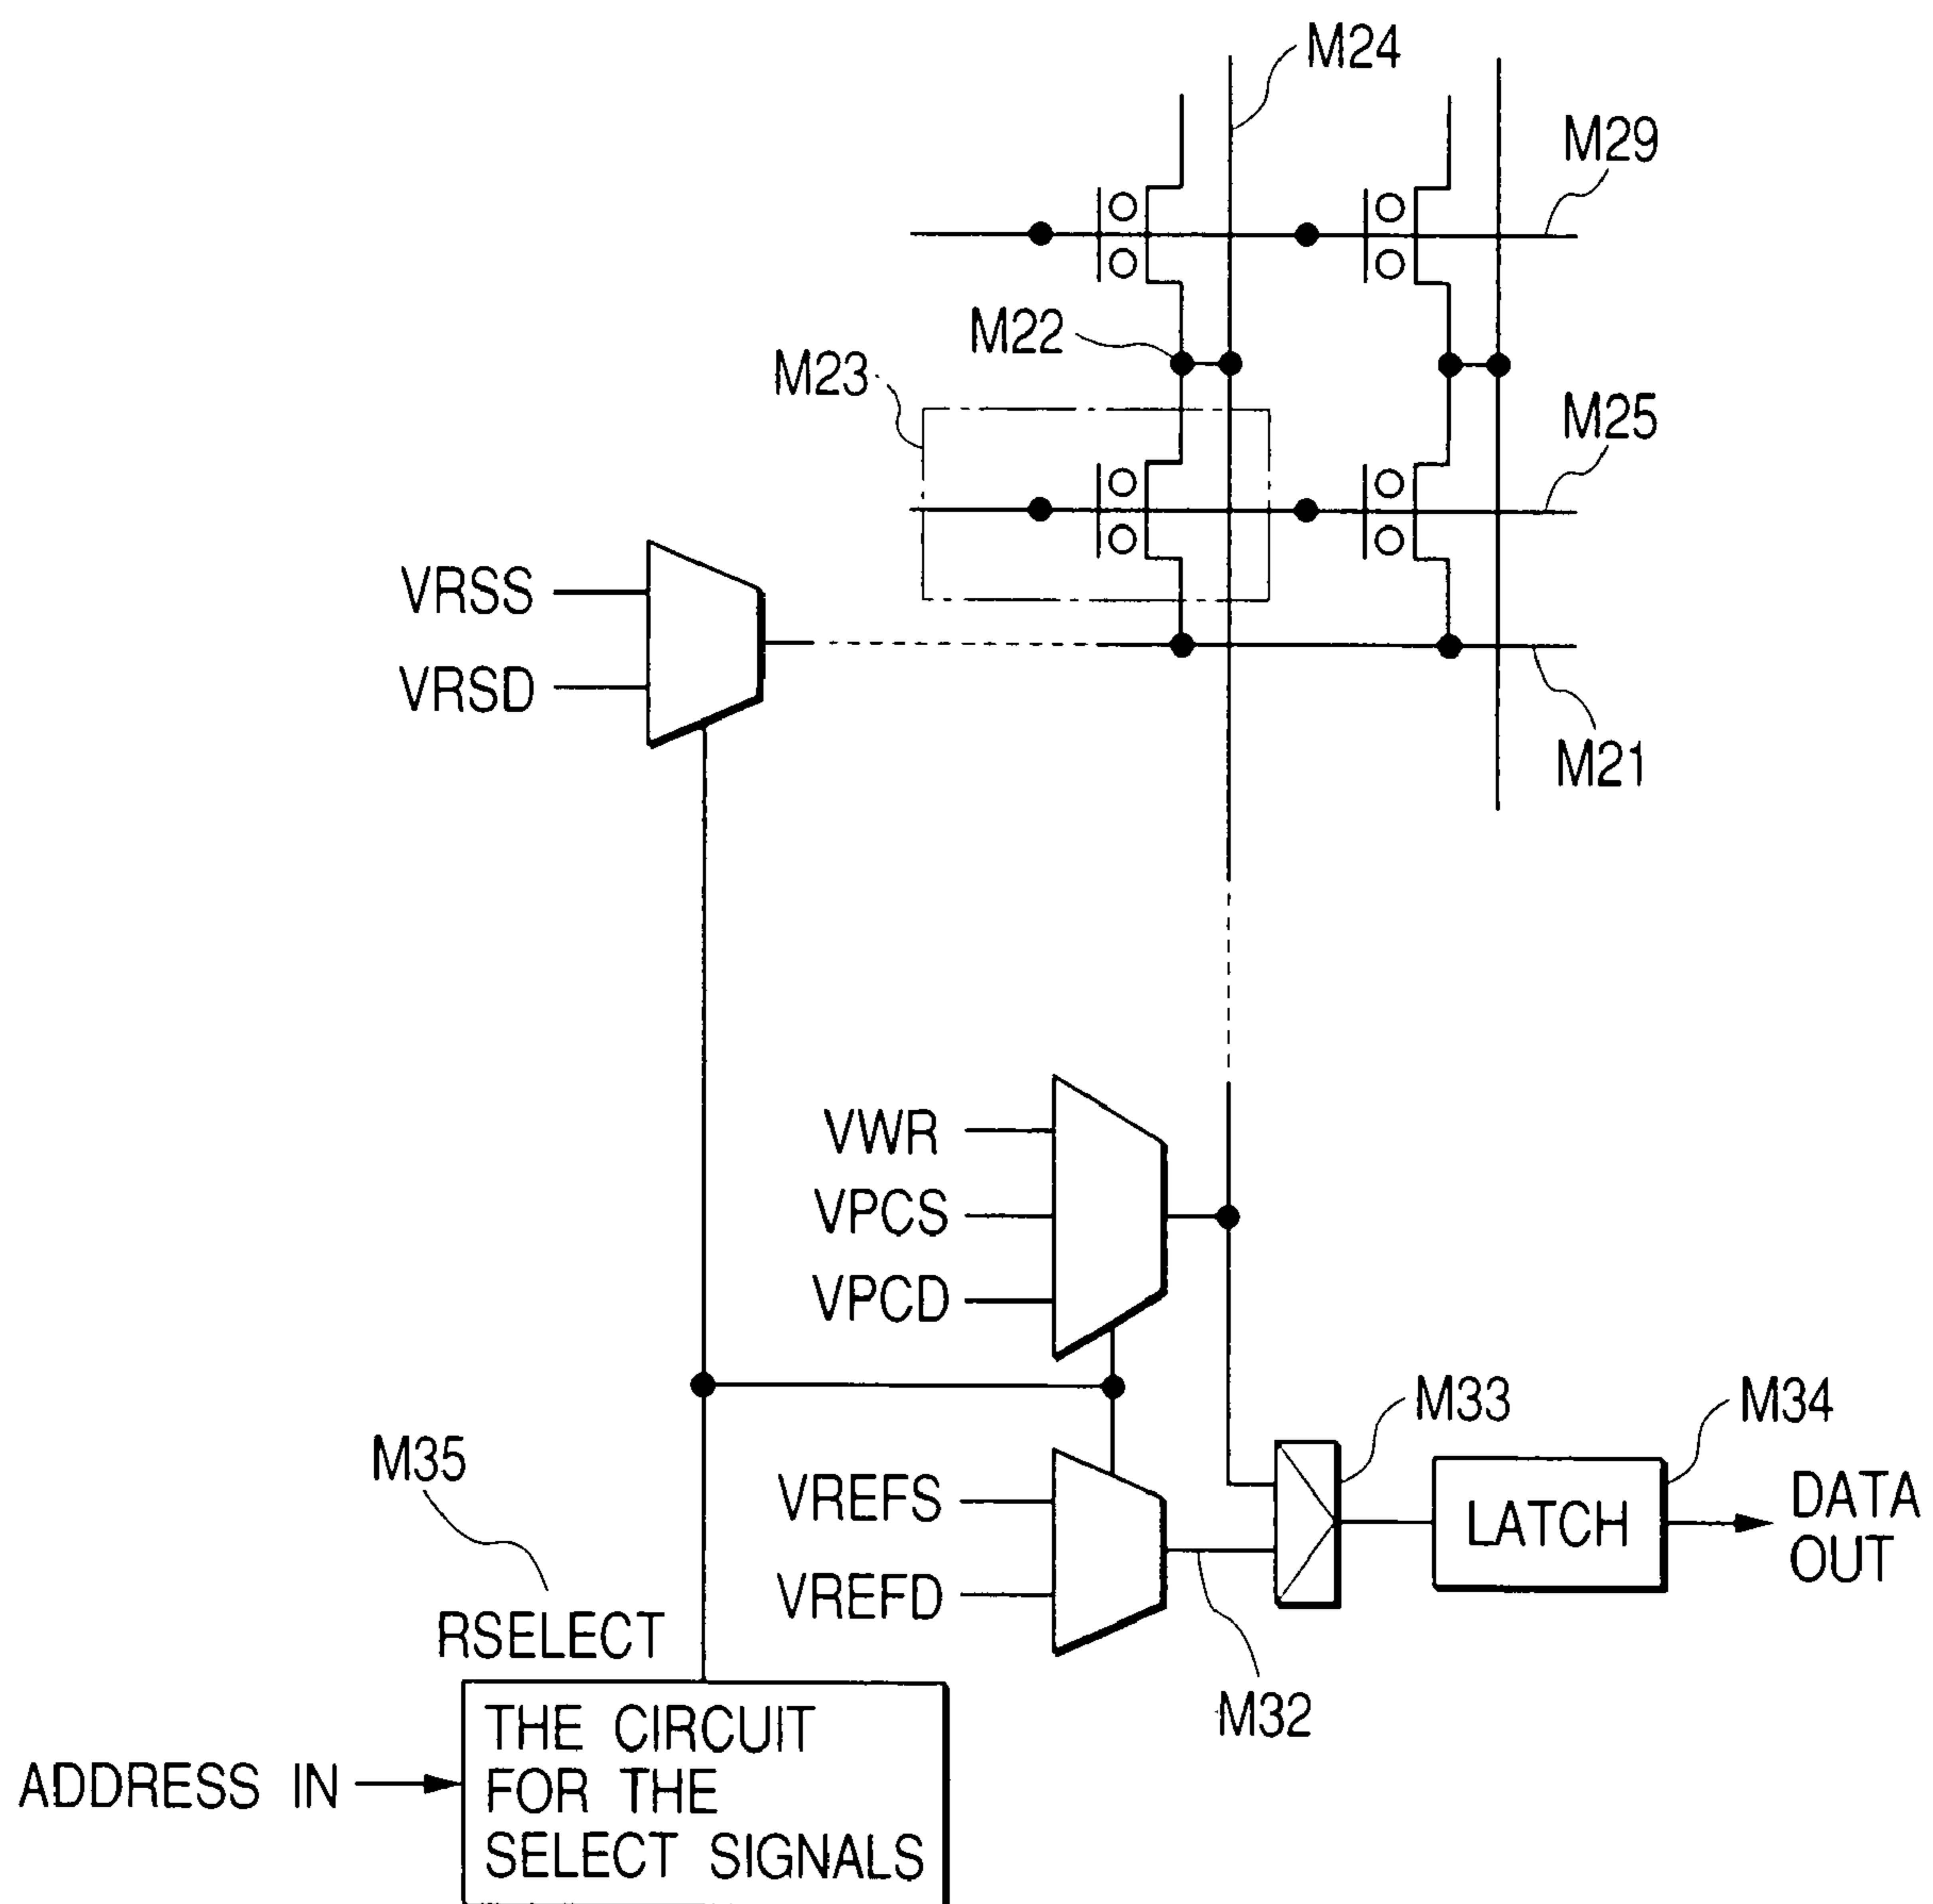 M24
M29
M22
M23
M25
VRSS
VRSD
M21
VWR
VPCS
VPCD
M33
M34
M35
VREFS
VREFD
LATCH
DATA
OUT
RSELECT
M32
THE CIRCUIT
FOR THE
SELECT SIGNALS
ADDRESS IN